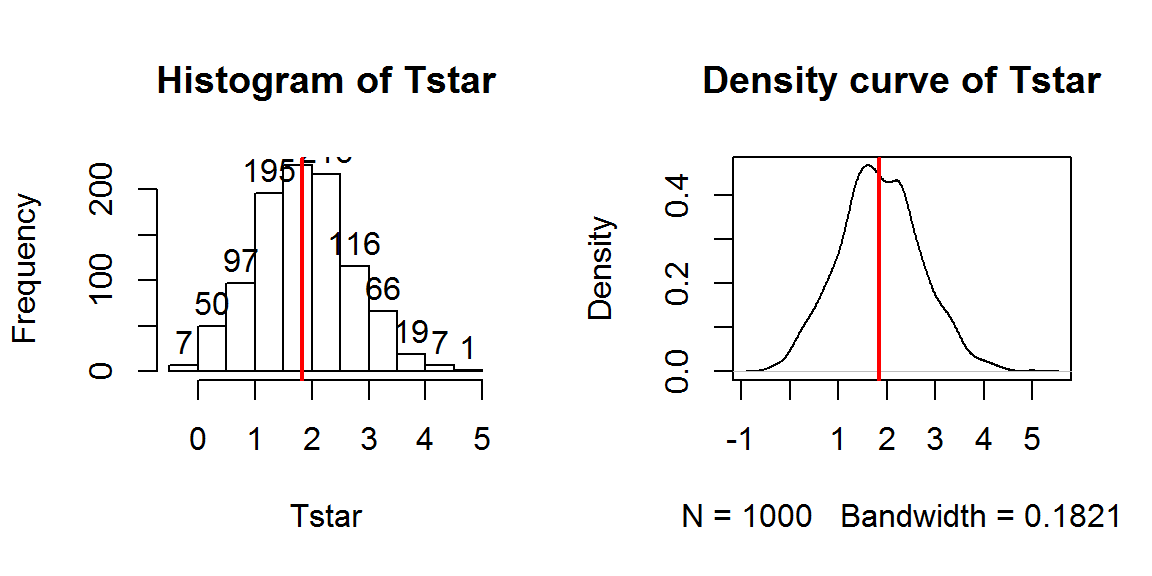 Histogram of Tstar
Frequency
0 100 200
7 50 97 195 116 66 19 7 1
0 1 2 3 4 5
Tstar
Density curve of Tstar
Density
0.0 0.2 0.4
-1 1 2 3 4 5
N = 1000 Bandwidth = 0.1821